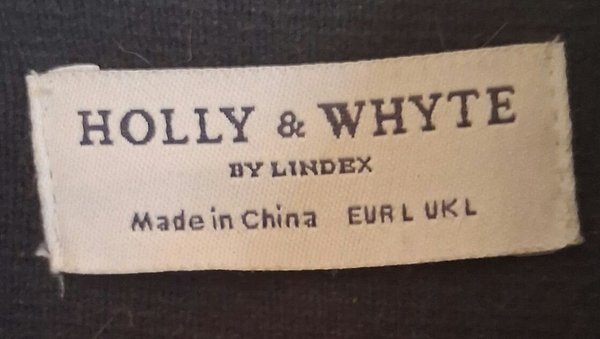 HOLLY & WHYTE
BY LINDEX
Made in China EUR L UK L